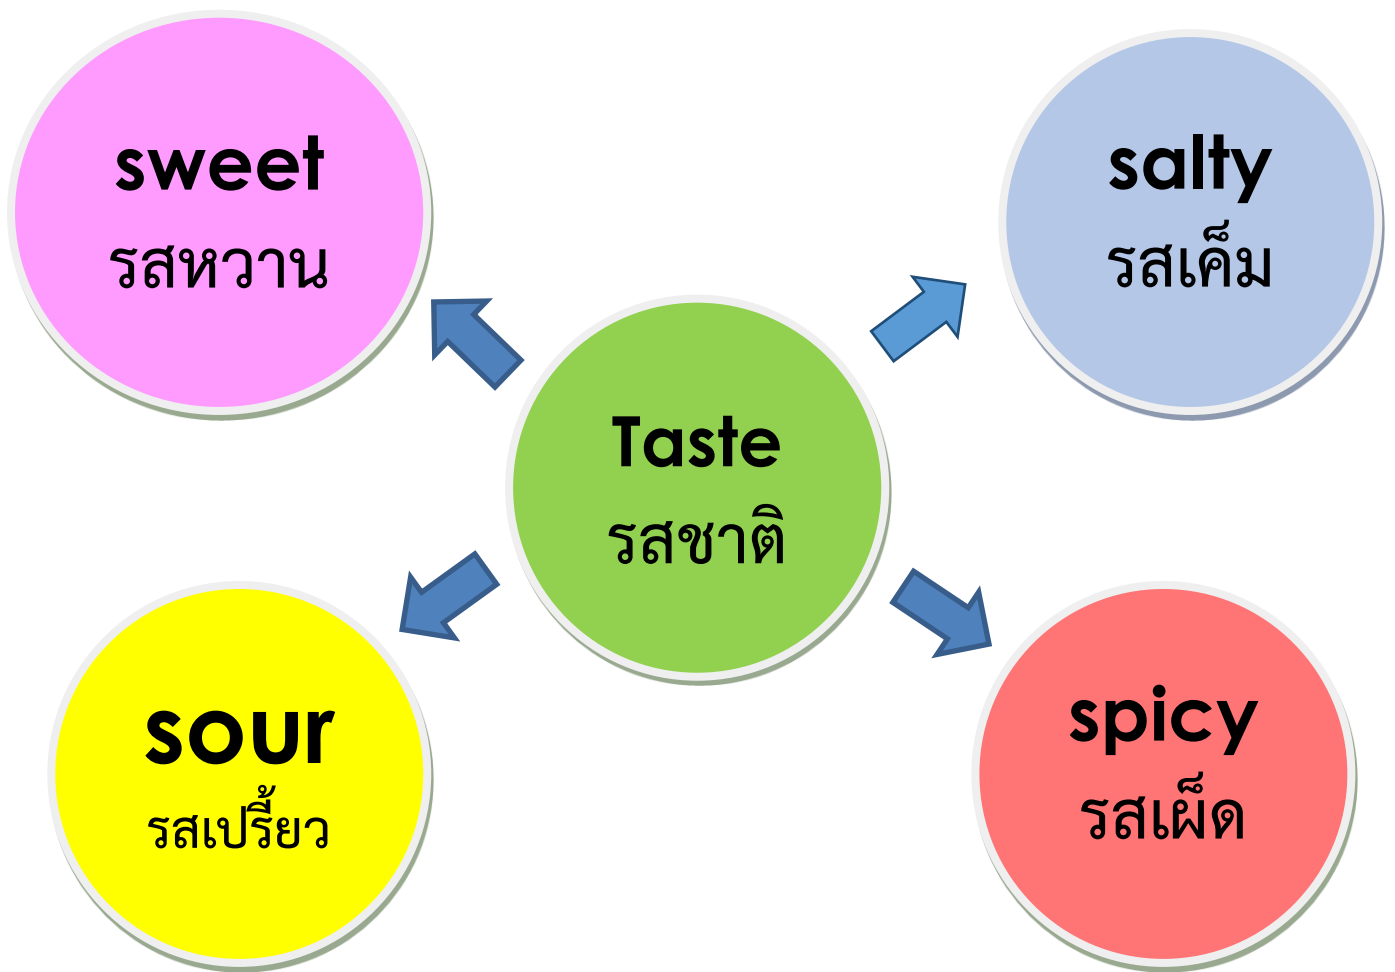 sweet
รสหวาน
salty
รสเค็ม
Taste
รสชาติ
sour
รสเปรี้ยว
spicy
รสเผ็ด